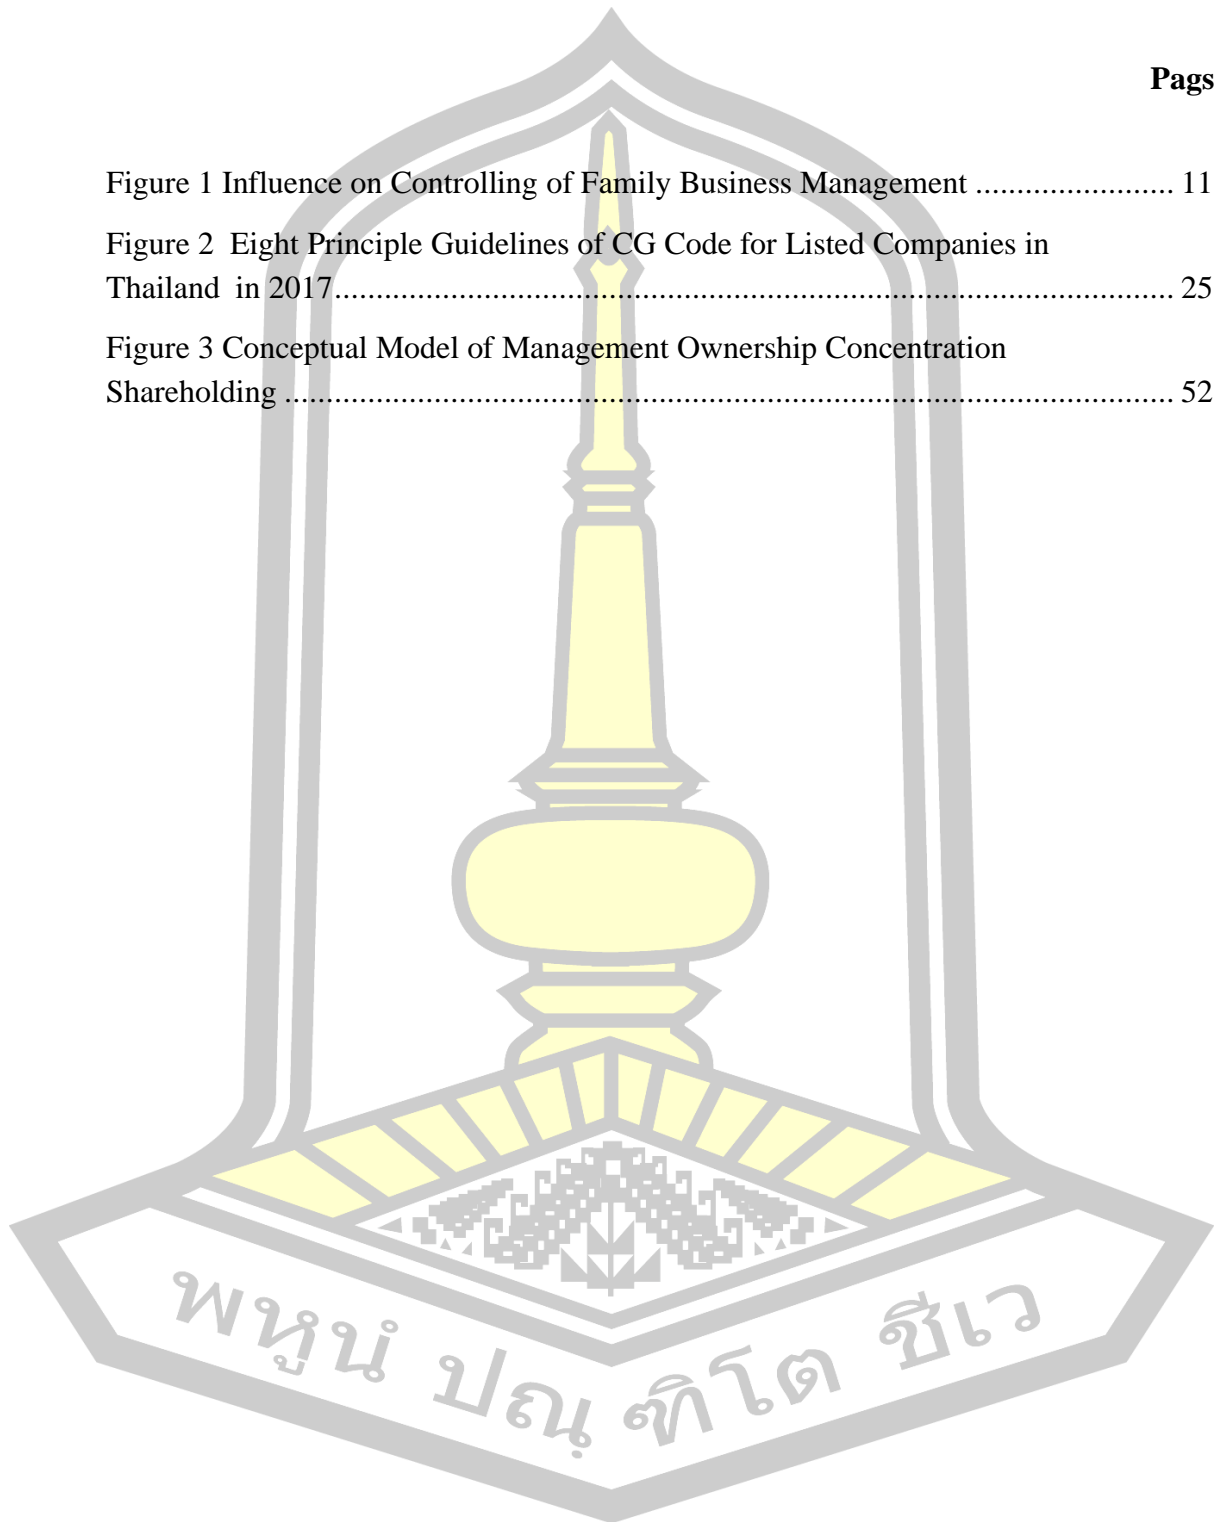 Pags
Figure 1 Influence on Controlling of Family Business Management ........................ 11
Figure 2  Eight Principle Guidelines of CG Code for Listed Companies in
Thailand  in 2017...................................................................................................... 25
Figure 3 Conceptual Model of Management Ownership Concentration
Shareholding ............................................................................................................ 52
พหูนํ ปณฺฑิโต ชีเว